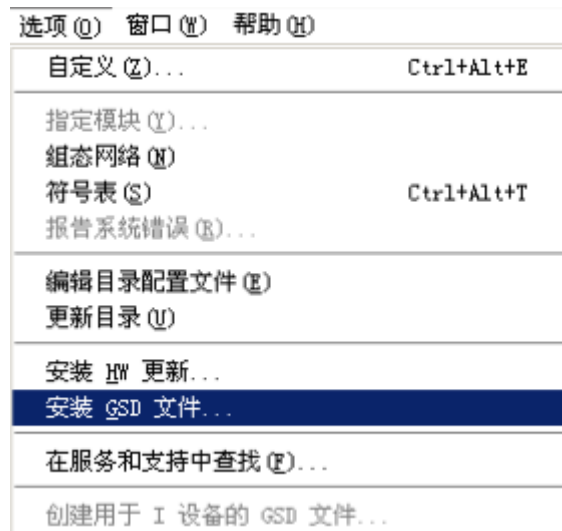 选项(O) 窗口(W) 帮助(H)
自定义(Z)... Ctrl+Alt+E
指定模块(Y)...
组态网络(N)
符号表(S) Ctrl+Alt+T
报告系统错误(R)...
编辑目录配置文件(E)
更新目录(U)
安装 HW 更新...
安装 GSD 文件...
在服务和支持中查找(F)...
创建用于 I 设备的 GSD 文件...